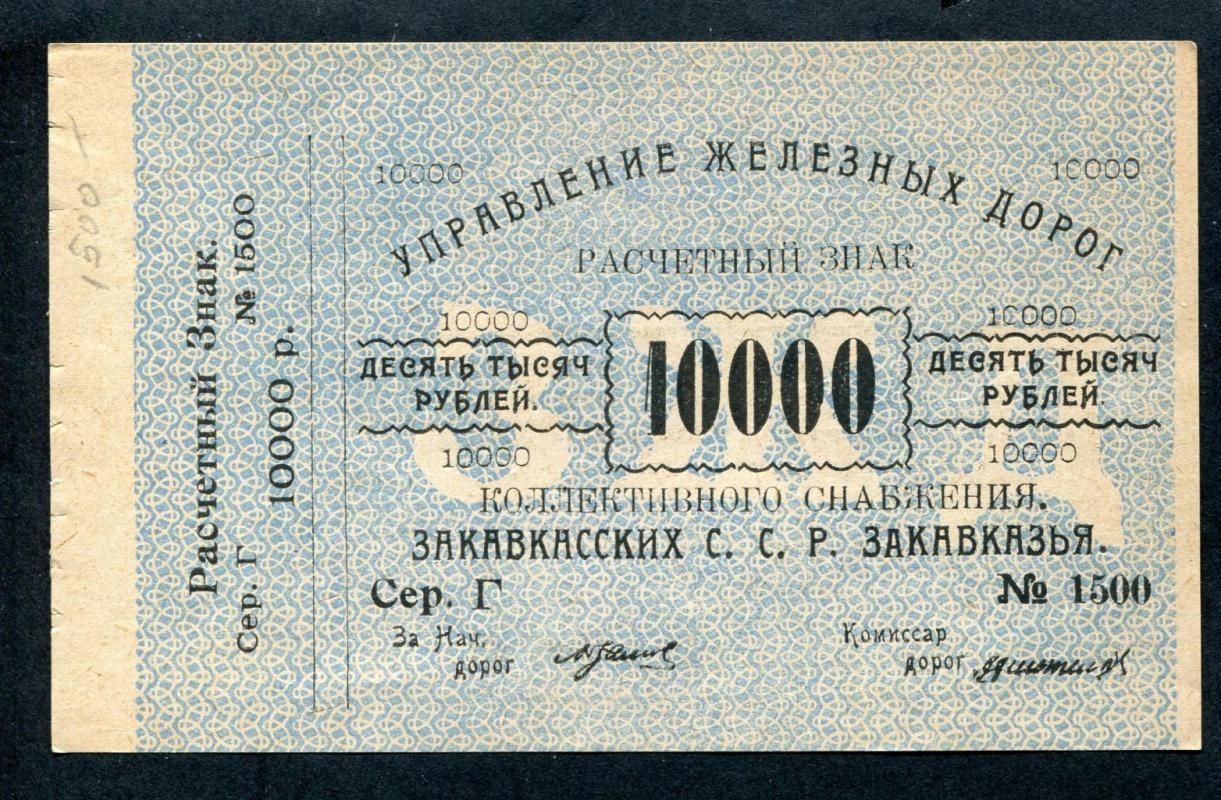 1500
Расчетный Знак.
Сер. Г № 1500
10000 р.
10000 10000
УПРАВЛЕНИЕ ЖЕЛЕЗНЫХ ДОРОГ
РАСЧЕТНЫЙ ЗНАК
10000 10000
ДЕСЯТЬ ТЫСЯЧ 10000 ДЕСЯТЬ ТЫСЯЧ
РУБЛЕЙ. РУБЛЕЙ.
10000 10000
ЗЖД
КОЛЛЕКТИВНОГО СНАБЖЕНИЯ.
ЗАКАВКАССКИХ С. С. Р. ЗАКАВКАЗЬЯ.
Сер. Г № 1500
За Нач. Комиссар
дорог дорог